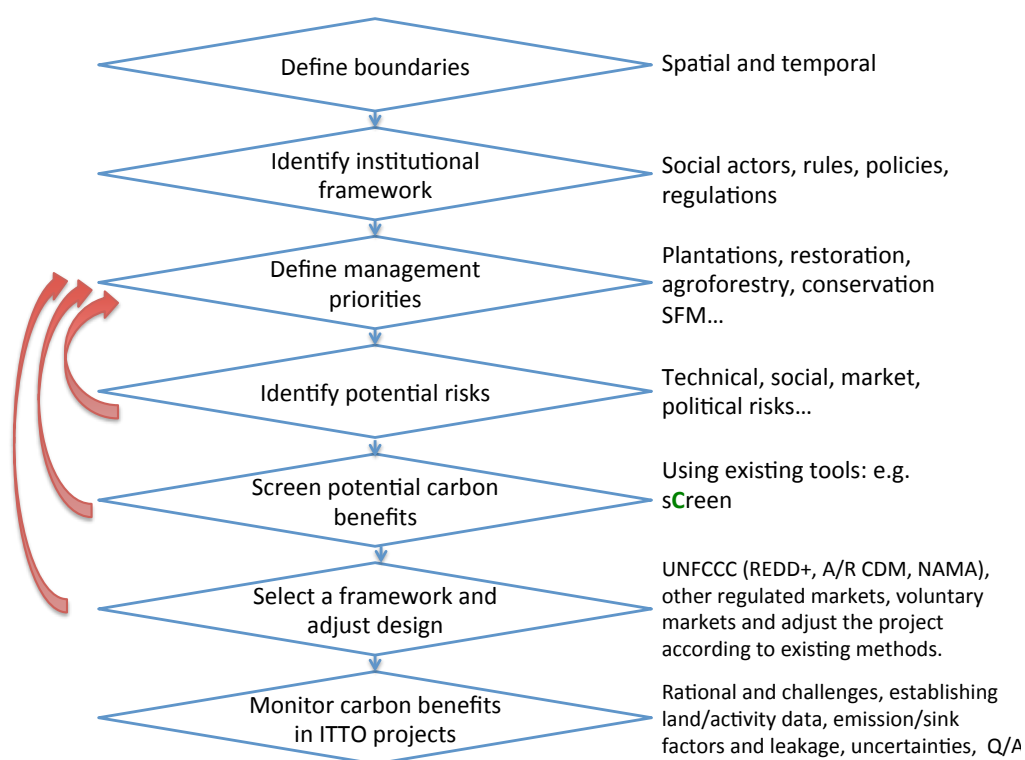 Define boundaries
Spatial and temporal
Identify institutional
framework
Social actors, rules, policies,
regulations
Define management
priorities
Plantations, restoration,
agroforestry, conservation
SFM...
Identify potential risks
Technical, social, market,
political risks...
Screen potential carbon
benefits
Using existing tools: e.g.
sCreen
Select a framework and
adjust design
UNFCCC (REDD+, A/R CDM, NAMA),
other regulated markets, voluntary
markets and adjust the project
according to existing methods.
Monitor carbon benefits
in ITTO projects
Rational and challenges, establishing
land/activity data, emission/sink
factors and leakage, uncertainties, Q/A